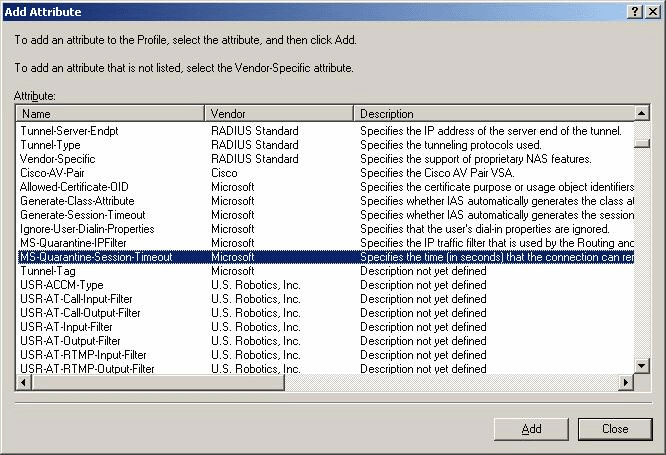 Add Attribute
To add an attribute to the Profile, select the attribute, and then click Add.
To add an attribute that is not listed, select the Vendor-Specific attribute.
Attribute:
Name Vendor Description
Tunnel-Server-Endpt RADIUS Standard Specifies the IP address of the server end of the tunnel.
Tunnel-Type RADIUS Standard Specifies the tunneling protocols used.
Vendor-Specific RADIUS Standard Specifies the support of proprietary NAS features.
Cisco-AV-Pair Cisco Specifies the Cisco AV Pair VSA.
Allowed-Certificate-OID Microsoft Specifies the certificate purpose or usage object identifiers
Generate-Class-Attribute Microsoft Specifies whether IAS automatically generates the class at
Generate-Session-Timeout Microsoft Specifies whether IAS automatically generates the session
Ignore-User-Dialin-Properties Microsoft Specifies that the user's dial-in properties are ignored.
MS-Quarantine-IPFilter Microsoft Specifies the IP traffic filter that is used by the Routing and
MS-Quarantine-Session-Timeout Microsoft Specifies the time (in seconds) that the connection can rem
Tunnel-Tag Microsoft Description not yet defined
USR-ACCM-Type U.S. Robotics, Inc. Description not yet defined
USR-AT-Call-Input-Filter U.S. Robotics, Inc. Description not yet defined
USR-AT-Call-Output-Filter U.S. Robotics, Inc. Description not yet defined
USR-AT-Input-Filter U.S. Robotics, Inc. Description not yet defined
USR-AT-Output-Filter U.S. Robotics, Inc. Description not yet defined
USR-AT-RTMP-Input-Filter U.S. Robotics, Inc. Description not yet defined
USR-AT-RTMP-Output-Filter U.S. Robotics, Inc. Description not yet defined
Add Close